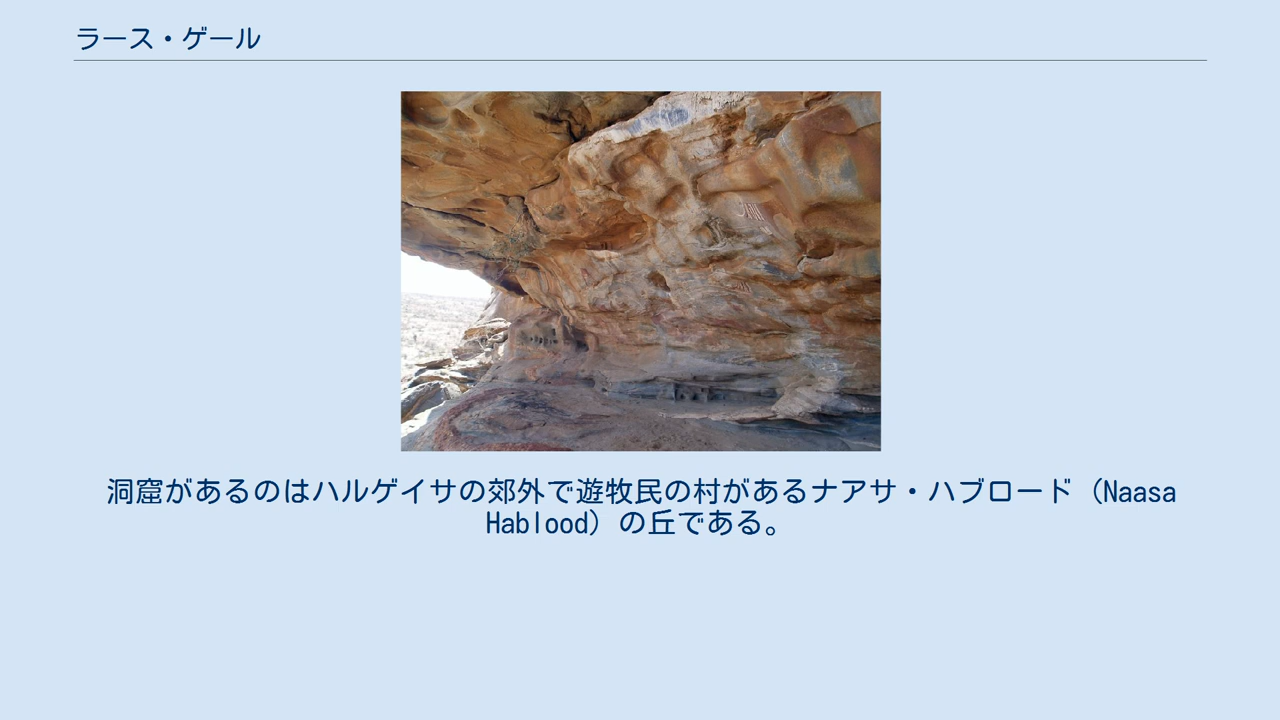 ラース・ゲール
洞窟があるのはハルゲイサの郊外で遊牧民の村があるナアサ・ハブロード（Naasa
Hablood）の丘である。